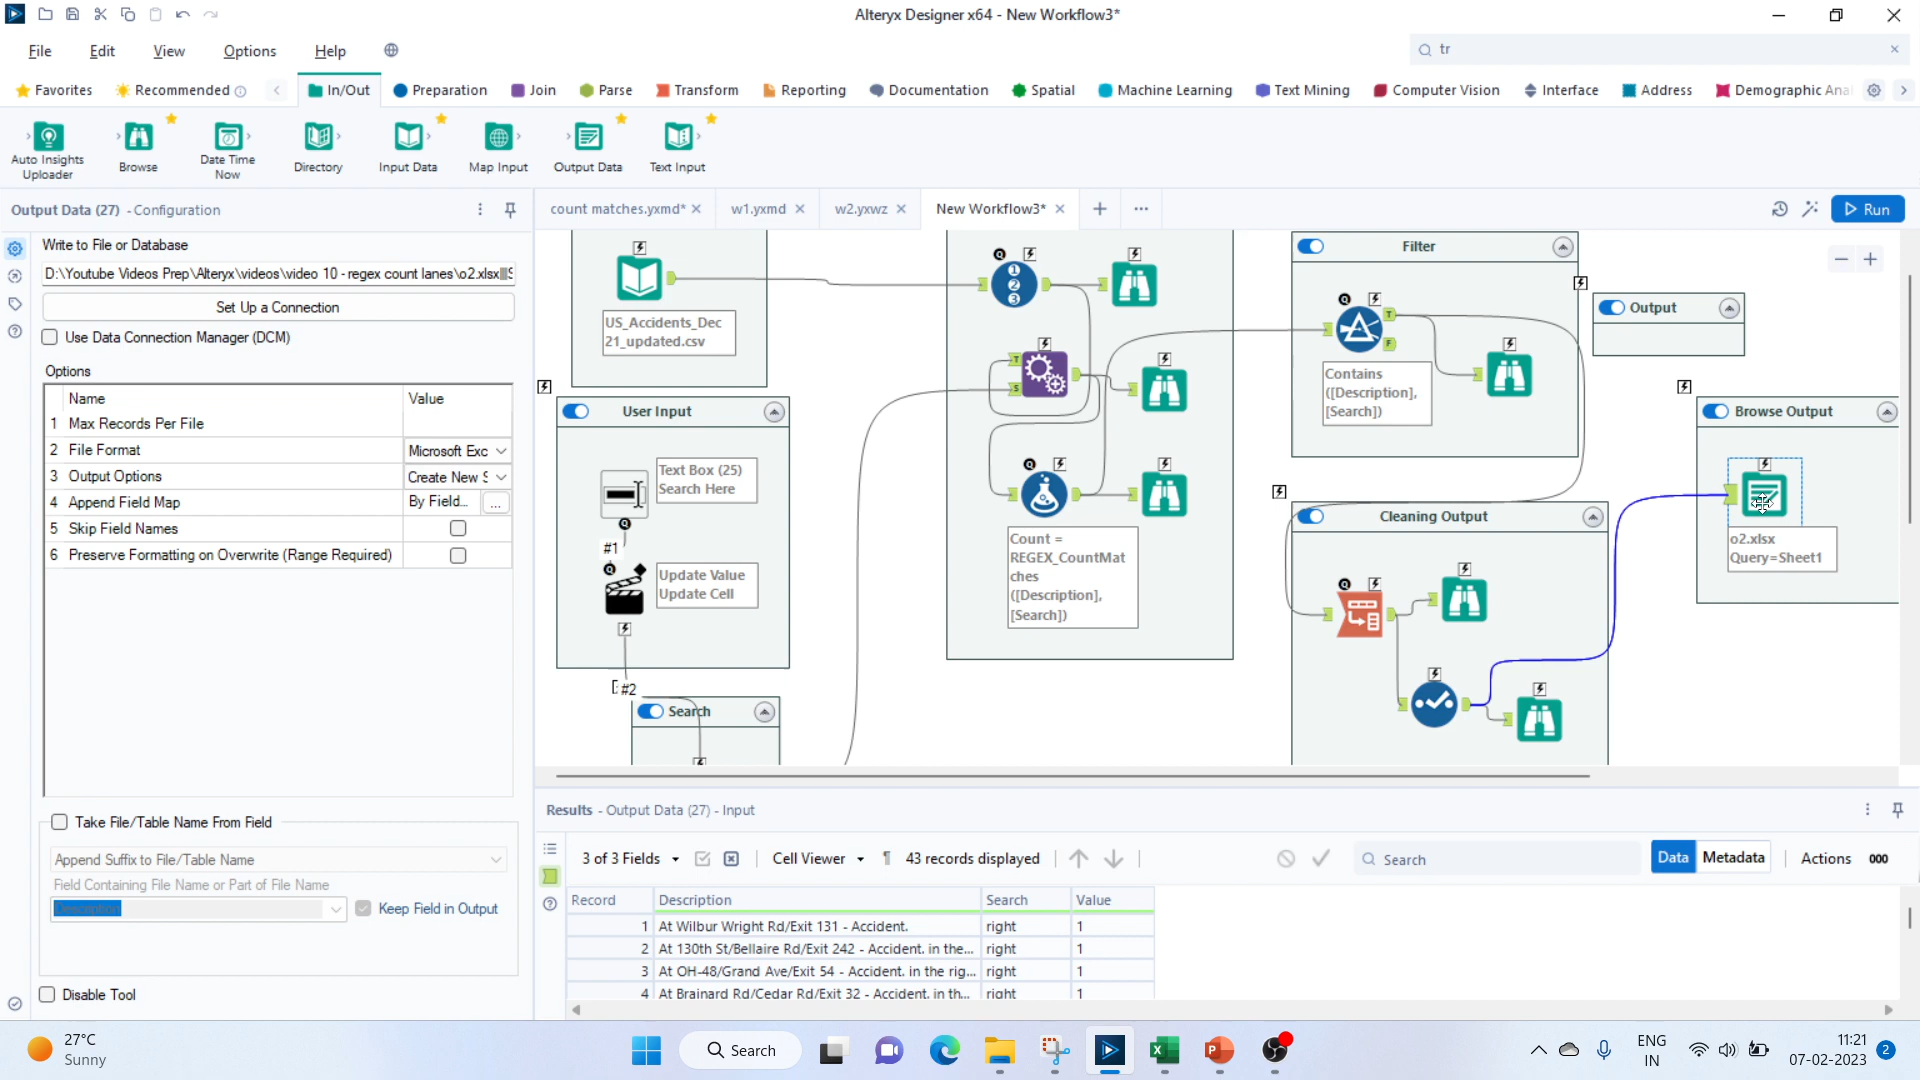 Alteryx Designer x64 - New Workflow3*
File Edit View Options Help
tr
Favorites Recommended In/Out Preparation Join Parse Transform Reporting Documentation Spatial Machine Learning Text Mining Computer Vision Interface Address Demographic Ana
Auto Insights Uploader
Browse
Date Time Now
Directory
Input Data
Map Input
Output Data
Text Input
Output Data (27) - Configuration
count matches.yxmd* w1.yxmd w2.yxwz New Workflow3*
Run
Write to File or Database
D:\Youtube Videos Prep\Alteryx\videos\video 10 - regex count lanes\o2.xlsx
Set Up a Connection
Use Data Connection Manager (DCM)
Options
Name Value
1 Max Records Per File
2 File Format Microsoft Exc
3 Output Options Create New S
4 Append Field Map By Field... ...
5 Skip Field Names
6 Preserve Formatting on Overwrite (Range Required)
Take File/Table Name From Field
Append Suffix to File/Table Name
Field Containing File Name or Part of File Name
Keep Field in Output
Disable Tool
US_Accidents_Dec
21_updated.csv
User Input
Text Box (25)
Search Here
#1
Update Value
Update Cell
#2
Search
1
2
3
T
S
Count =
REGEX_CountMat
ches
([Description],
[Search])
Filter
T
F
Contains
([Description],
[Search])
Output
Browse Output
o2.xlsx
Query=Sheet1
Cleaning Output
Results - Output Data (27) - Input
3 of 3 Fields Cell Viewer 43 records displayed Search Data Metadata Actions 000
Record Description Search Value
1 At Wilbur Wright Rd/Exit 131 - Accident. right 1
2 At 130th St/Bellaire Rd/Exit 242 - Accident. in the... right 1
3 At OH-48/Grand Ave/Exit 54 - Accident. in the rig... right 1
4 At Brainard Rd/Cedar Rd/Exit 32 - Accident. in th... right 1
27°C
Sunny
Search
ENG
IN
11:21
07-02-2023
2